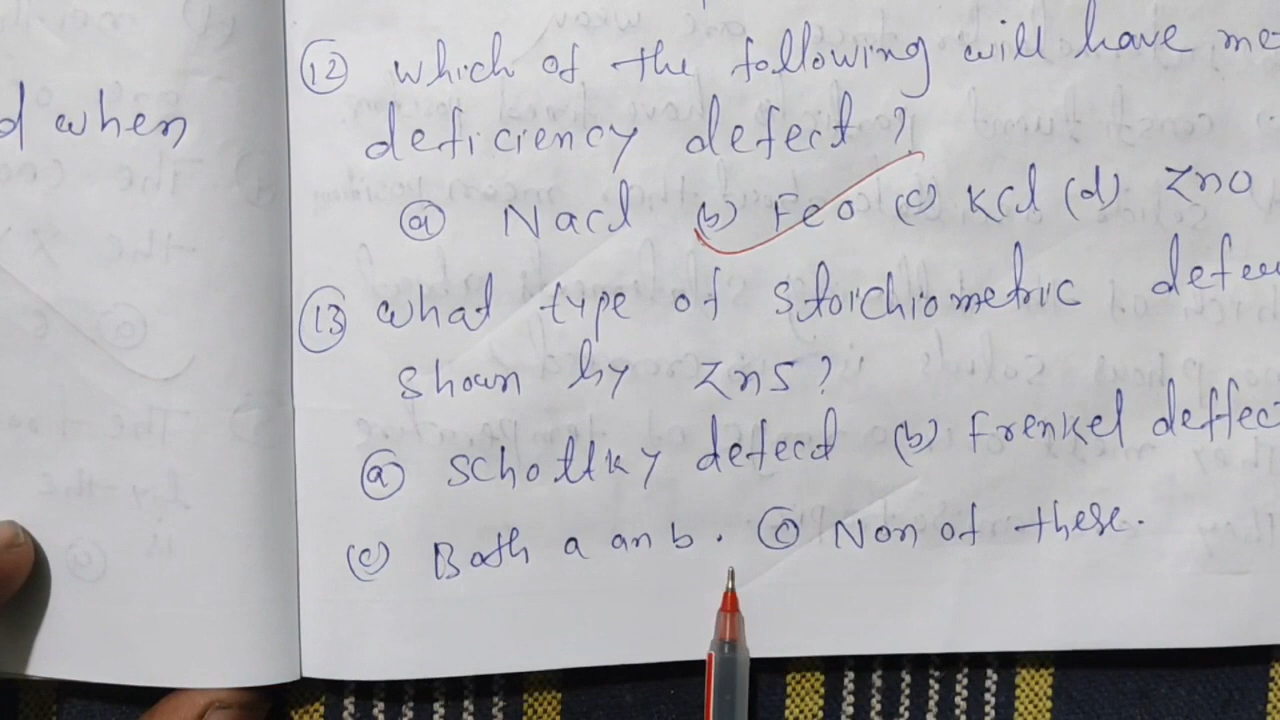 d when
(12) which of the following will have me
deficiency defect?
(a) Nacl (b) Feo (c) Kcl (d) Zno
(13) what type of stoichiometric defe
shown by Zns?
(a) schottky defect (b) Frenkel deffec
(c) Both a an b. (c) Non of these.